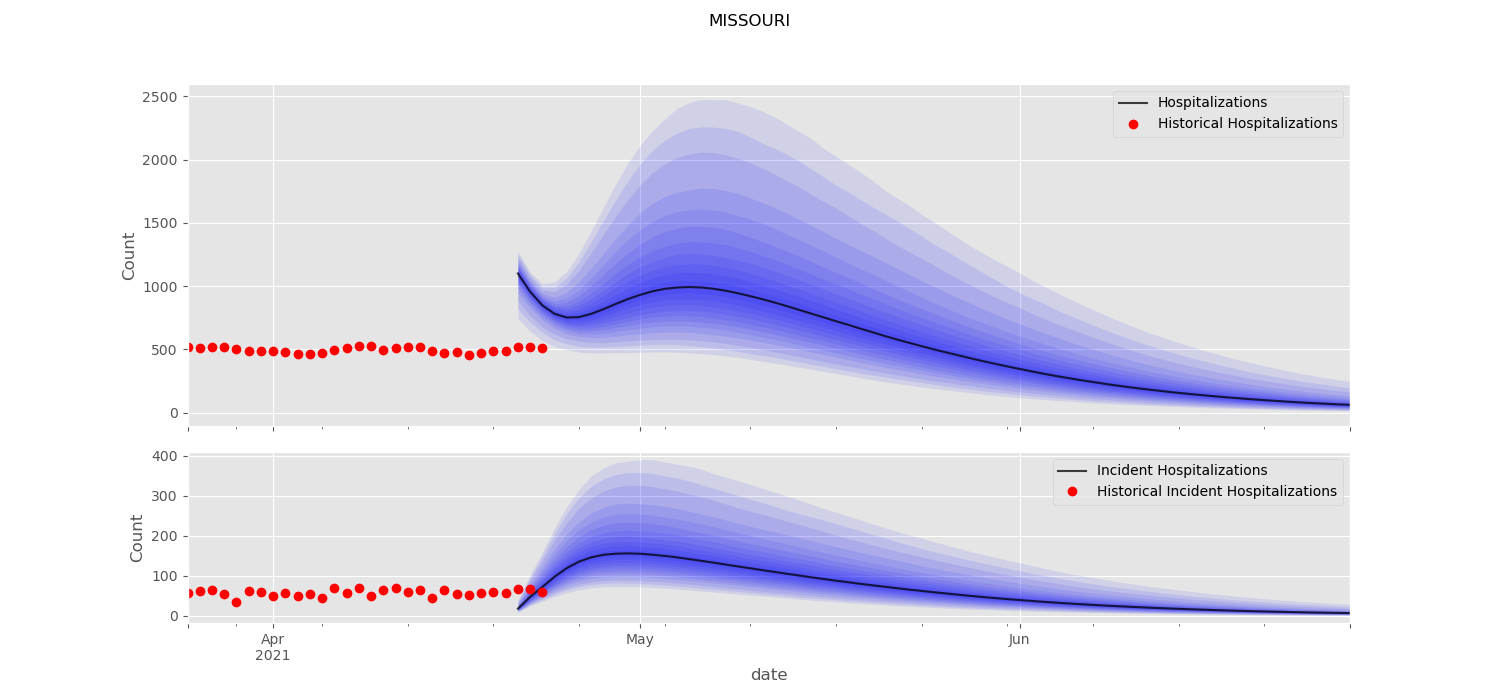 MISSOURI
2500
2000
1500
1000
500
0
Count
Hospitalizations
Historical Hospitalizations
400
300
200
100
0
Count
Incident Hospitalizations
Historical Incident Hospitalizations
Apr
2021
May
Jun
date